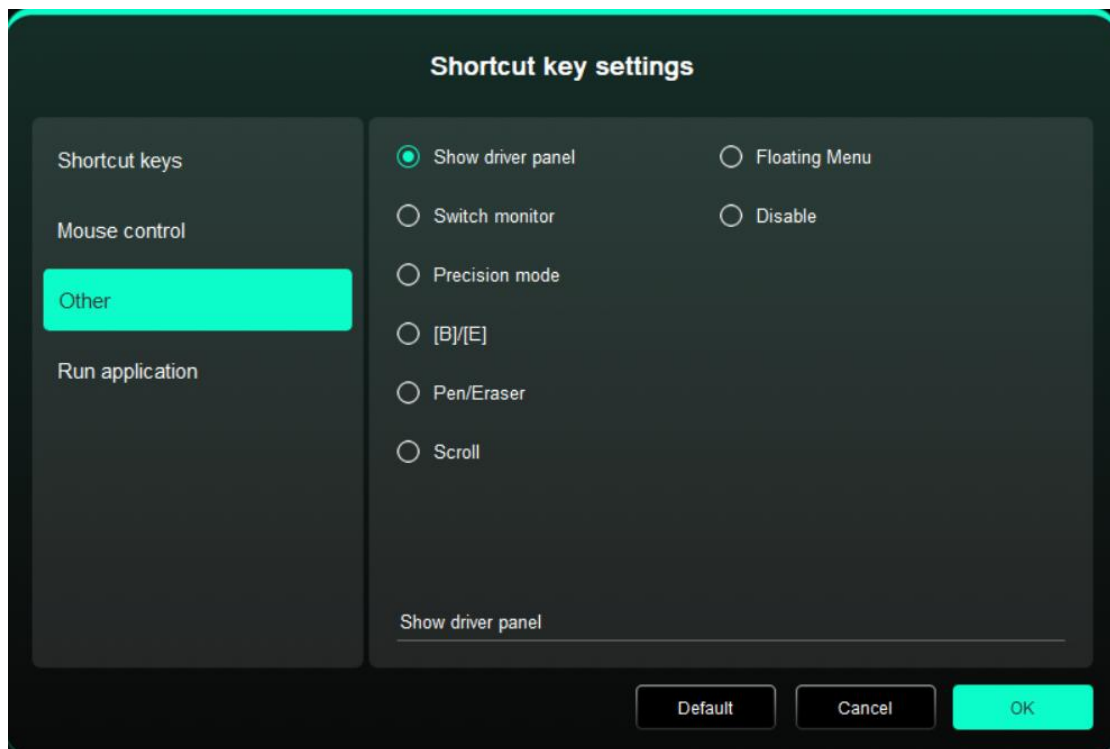 Shortcut key settings
Shortcut keys
Mouse control
Other
Run application
Show driver panel
Floating Menu
Switch monitor
Disable
Precision mode
[B]/[E]
Pen/Eraser
Scroll
Show driver panel
Default
Cancel
OK